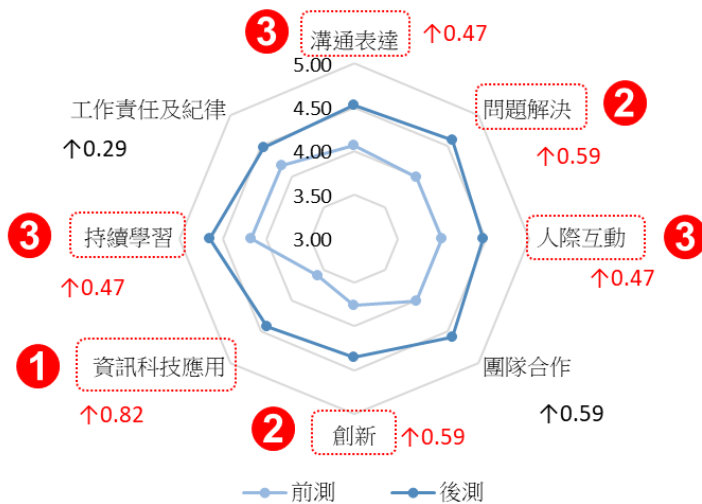 3
溝通表達
↑0.47
5.00
工作責任及紀律
↑0.29
4.50
4.00
3.50
3.00
問題解決
2
↑0.59
3
持續學習
↑0.47
人際互動
3
↑0.47
1
資訊科技應用
↑0.82
團隊合作
↑0.59
2
創新
↑0.59
前測
後測